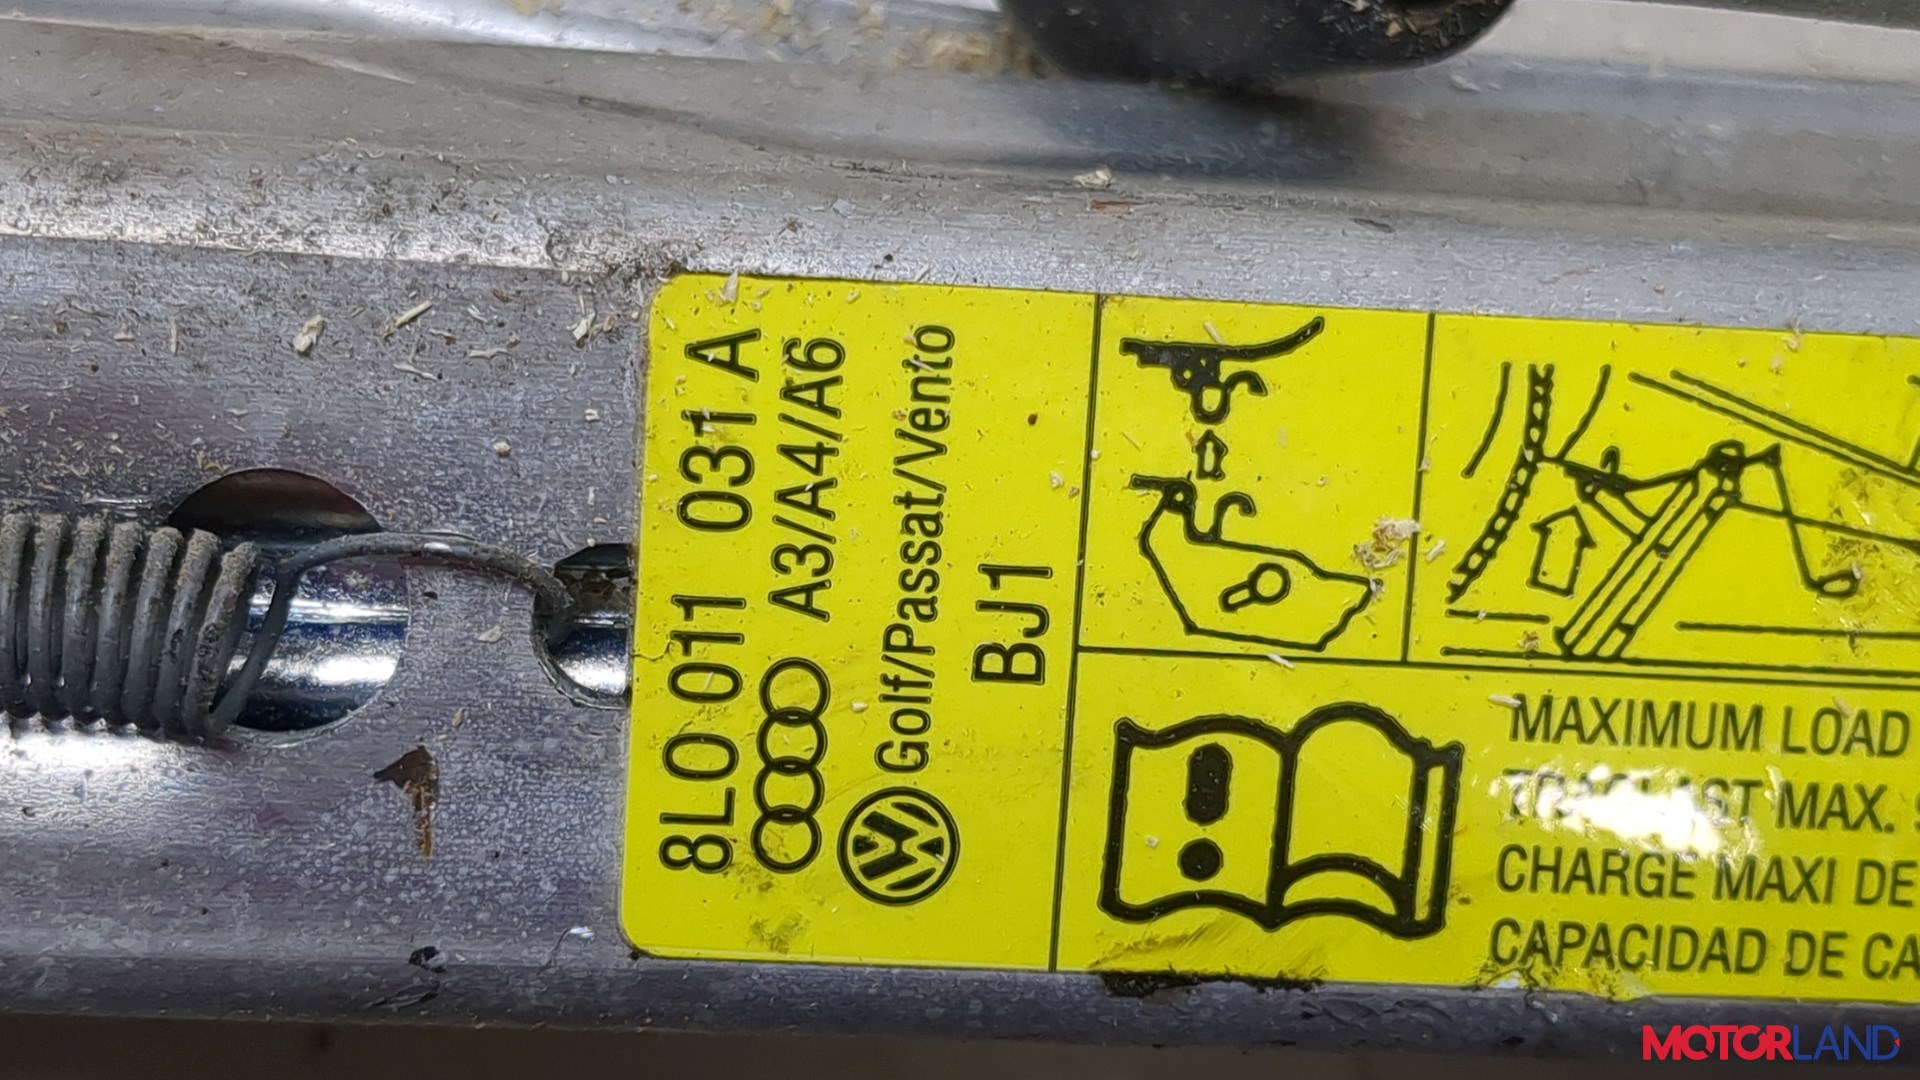 8L0 011 031 A
A3/A4/A6
Golf/Passat/Vento
BJ1
MAXIMUM LOAD
MAX.
CHARGE MAXI DE
CAPACIDAD DE CA
MOTORLAND